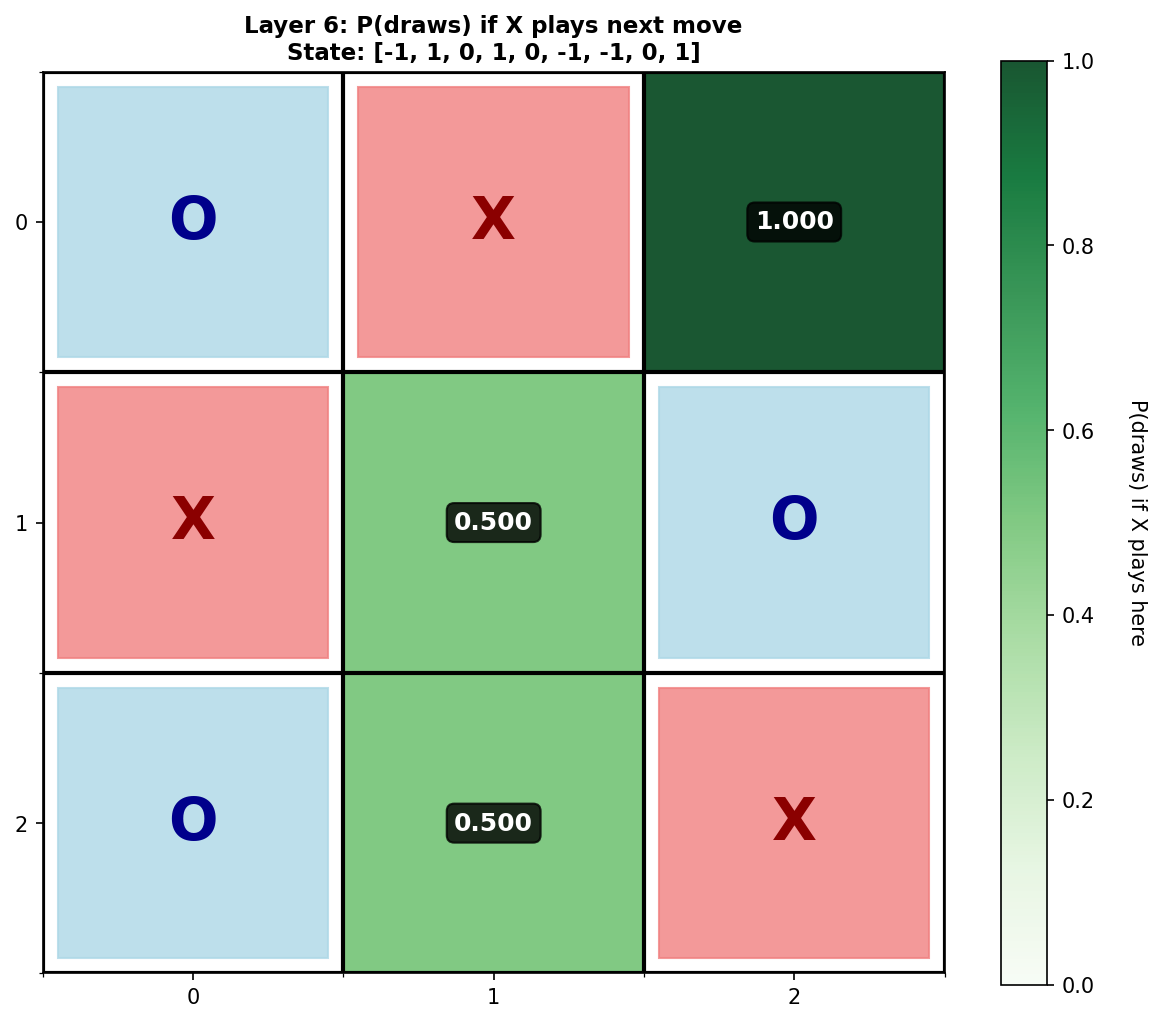 Layer 6: P(draws) if X plays next move
State: [-1, 1, 0, 1, 0, -1, -1, 0, 1]
0
O
X
1.000
1
X
0.500
O
2
O
0.500
X
0
1
2
1.0
0.8
0.6
0.4
0.2
0.0
P(draws) if X plays here